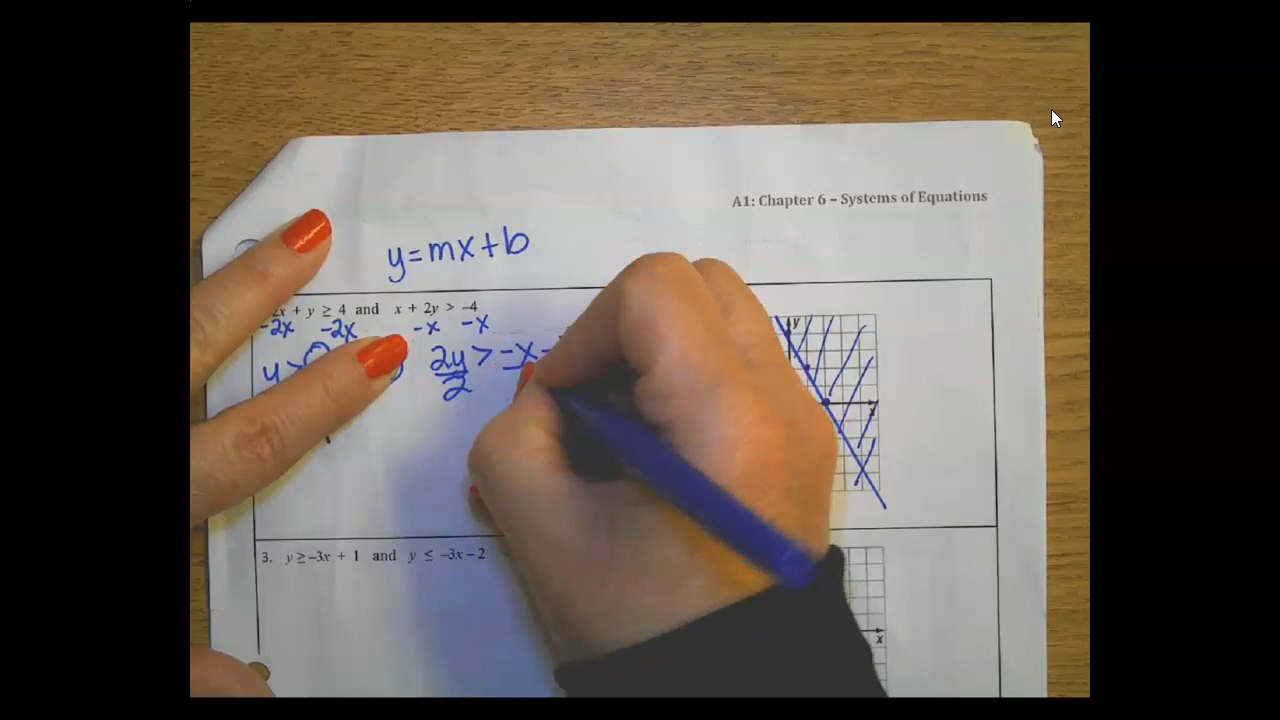 A1: Chapter 6 – Systems of Equations
y=mx+b
2x + y ≥ 4 and x + 2y > –4
-2x -2x -x -x
y ≥ 2y > -x -
2
y
x
3. y ≥ –3x + 1 and y ≤ –3x – 2
x